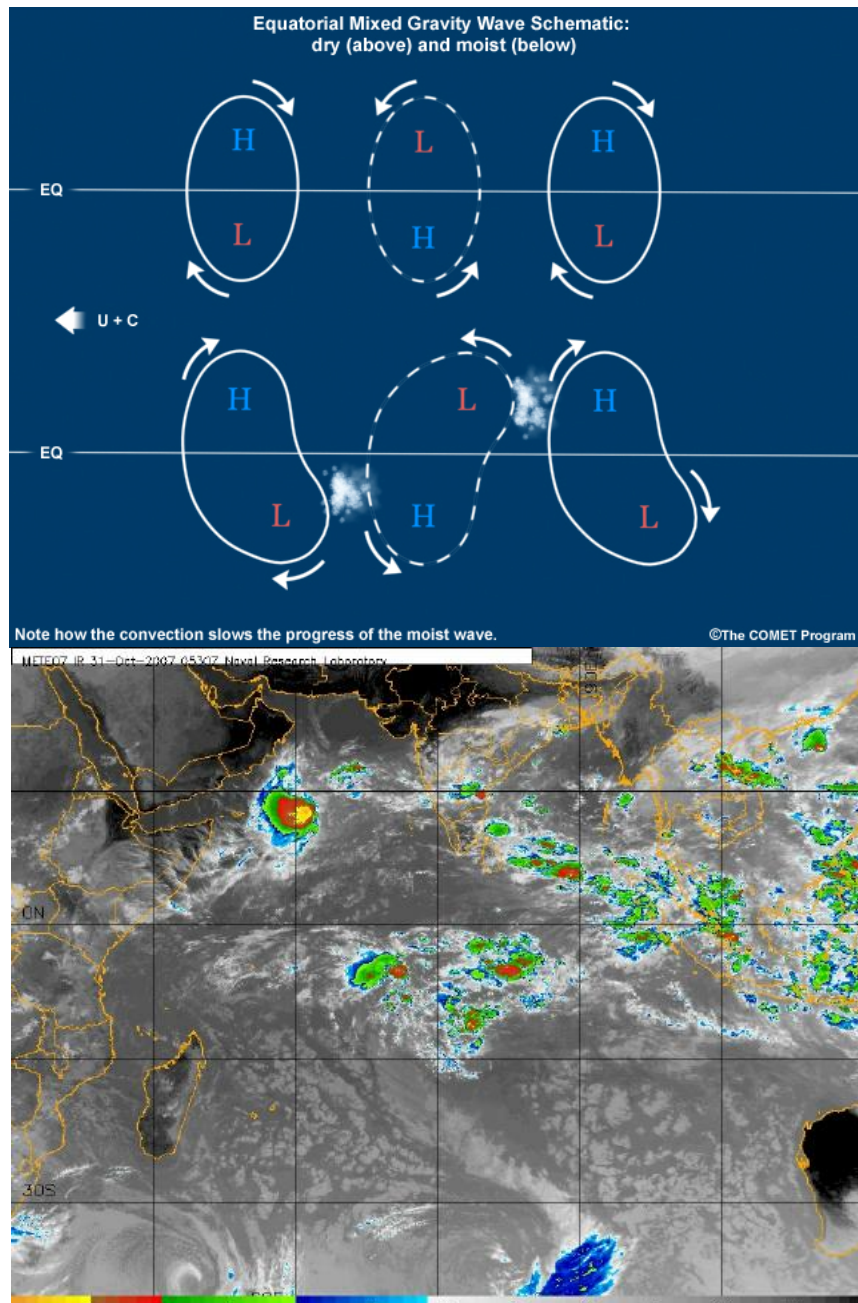 Equatorial Mixed Gravity Wave Schematic:
dry (above) and moist (below)
H L H
EQ
L H L
U + C
H L H
EQ
L H L
Note how the convection slows the progress of the moist wave. ©The COMET Program
METEO7 IR 31-Oct-2007 0530Z Naval Research Laboratory
0N
30S